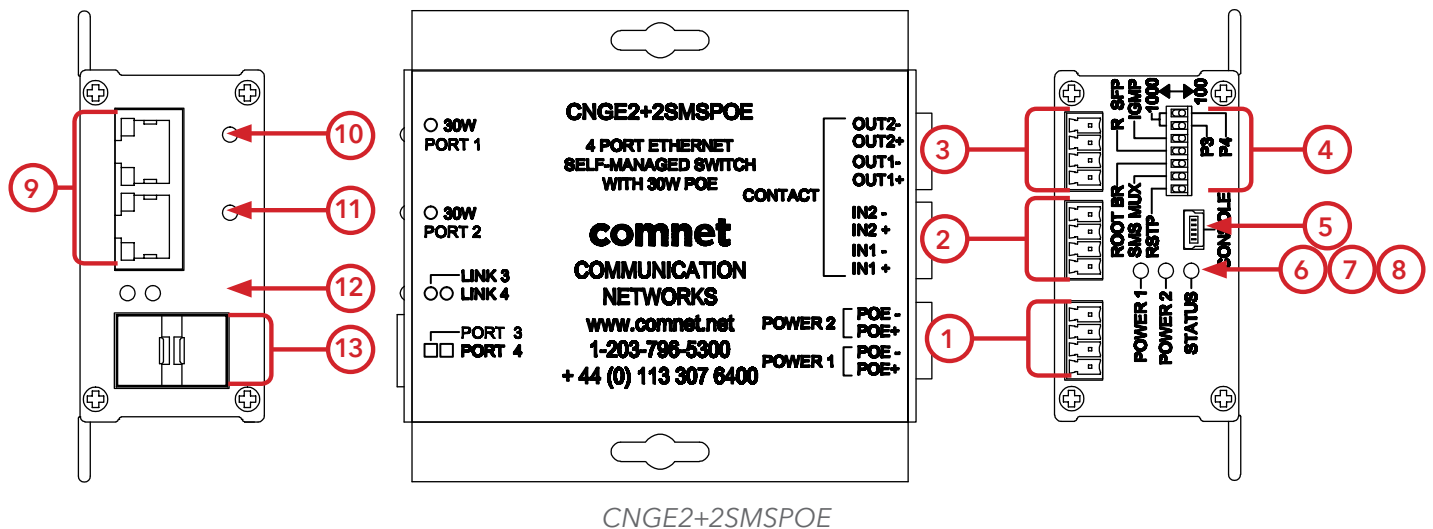 9
10
11
12
13
CNGE2+2SMSPOE
4 PORT ETHERNET
SELF-MANAGED SWITCH
WITH 30W POE
comnet
COMMUNICATION
NETWORKS
www.comnet.net
1-203-796-5300
+ 44 (0) 113 307 6400
30W
PORT 1
30W
PORT 2
LINK 3
LINK 4
PORT 3
PORT 4
CONTACT
OUT2-
OUT2+
OUT1-
OUT1+
IN2 -
IN2 +
IN1 -
IN1 +
POWER 2
POE -
POE+
POWER 1
POE -
POE+
3
2
1
R SFP
IGMP
1000
100
P3
P4
ROOT BR
SMS MUX
RSTP
CONSOLE
POWER 1
POWER 2
STATUS
4
5
6
7
8
CNGE2+2SMSPOE